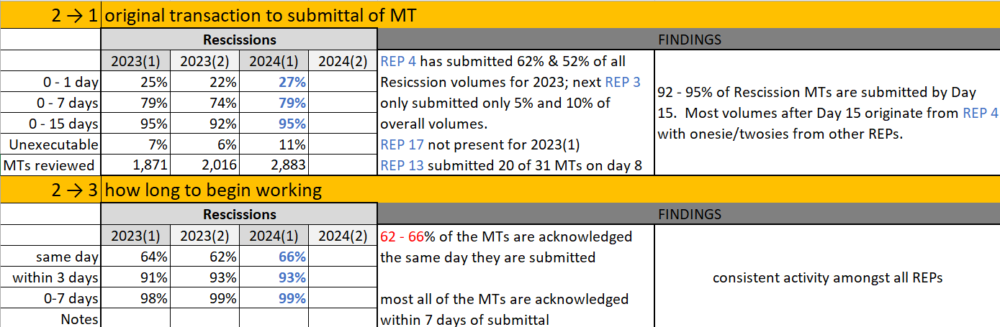 2 → 1 original transaction to submittal of MT
Rescissions FINDINGS
2023(1) 2023(2) 2024(1) 2024(2)
0 - 1 day 25% 22% 27%
0 - 7 days 79% 74% 79%
0 - 15 days 95% 92% 95%
Unexecutable 7% 6% 11%
MTs reviewed 1,871 2,016 2,883
REP 4 has submitted 62% & 52% of all
Resicssion volumes for 2023; next REP 3
only submitted only 5% and 10% of
overall volumes.
REP 17 not present for 2023(1)
REP 13 submitted 20 of 31 MTs on day 8
92 - 95% of Rescission MTs are submitted by Day
15. Most volumes after Day 15 originate from REP 4
with onesie/twosies from other REPs.
2 → 3 how long to begin working
Rescissions FINDINGS
2023(1) 2023(2) 2024(1) 2024(2)
same day 64% 62% 66%
within 3 days 91% 93% 93%
0-7 days 98% 99% 99%
Notes
62 - 66% of the MTs are acknowledged
the same day they are submitted
most all of the MTs are acknowledged
within 7 days of submittal
consistent activity amongst all REPs